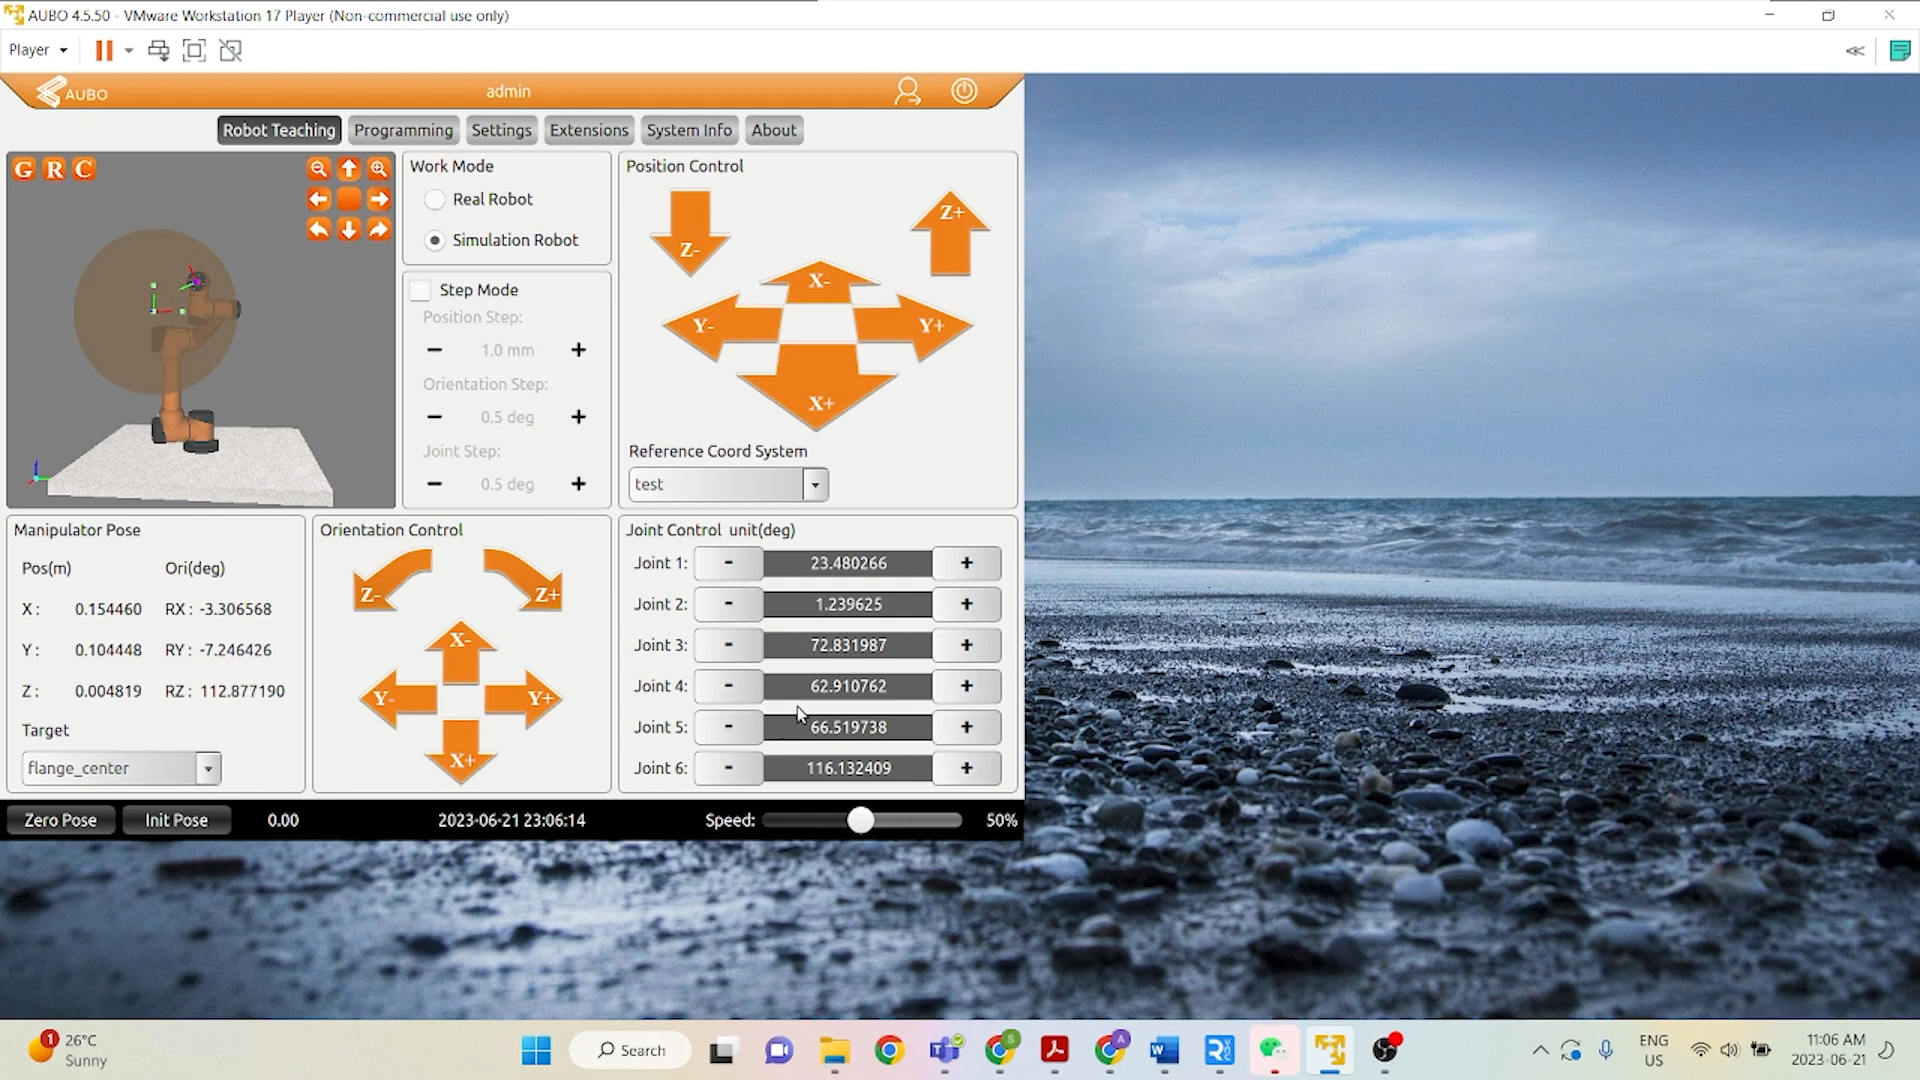 AUBO 4.5.50 - VMware Workstation 17 Player (Non-commercial use only)
Player
AUBO
admin
Robot Teaching
Programming
Settings
Extensions
System Info
About
G R C
Work Mode
Real Robot
Simulation Robot
Step Mode
Position Step:
- 1.0 mm +
Orientation Step:
- 0.5 deg +
Joint Step:
- 0.5 deg +
Position Control
Z-
Z+
X-
Y-
Y+
X+
Reference Coord System
test
Manipulator Pose
Pos(m) Ori(deg)
X : 0.154460 RX : -3.306568
Y : 0.104448 RY : -7.246426
Z : 0.004819 RZ : 112.877190
Target
flange_center
Orientation Control
Z-
Z+
X-
Y-
Y+
X+
Joint Control unit(deg)
Joint 1: - 23.480266 +
Joint 2: - 1.239625 +
Joint 3: - 72.831987 +
Joint 4: - 62.910762 +
Joint 5: - 66.519738 +
Joint 6: - 116.132409 +
Zero Pose
Init Pose
0.00
2023-06-21 23:06:14
Speed: 50%
1
26°C
Sunny
Search
S
A
ENG
US
11:06 AM
2023-06-21